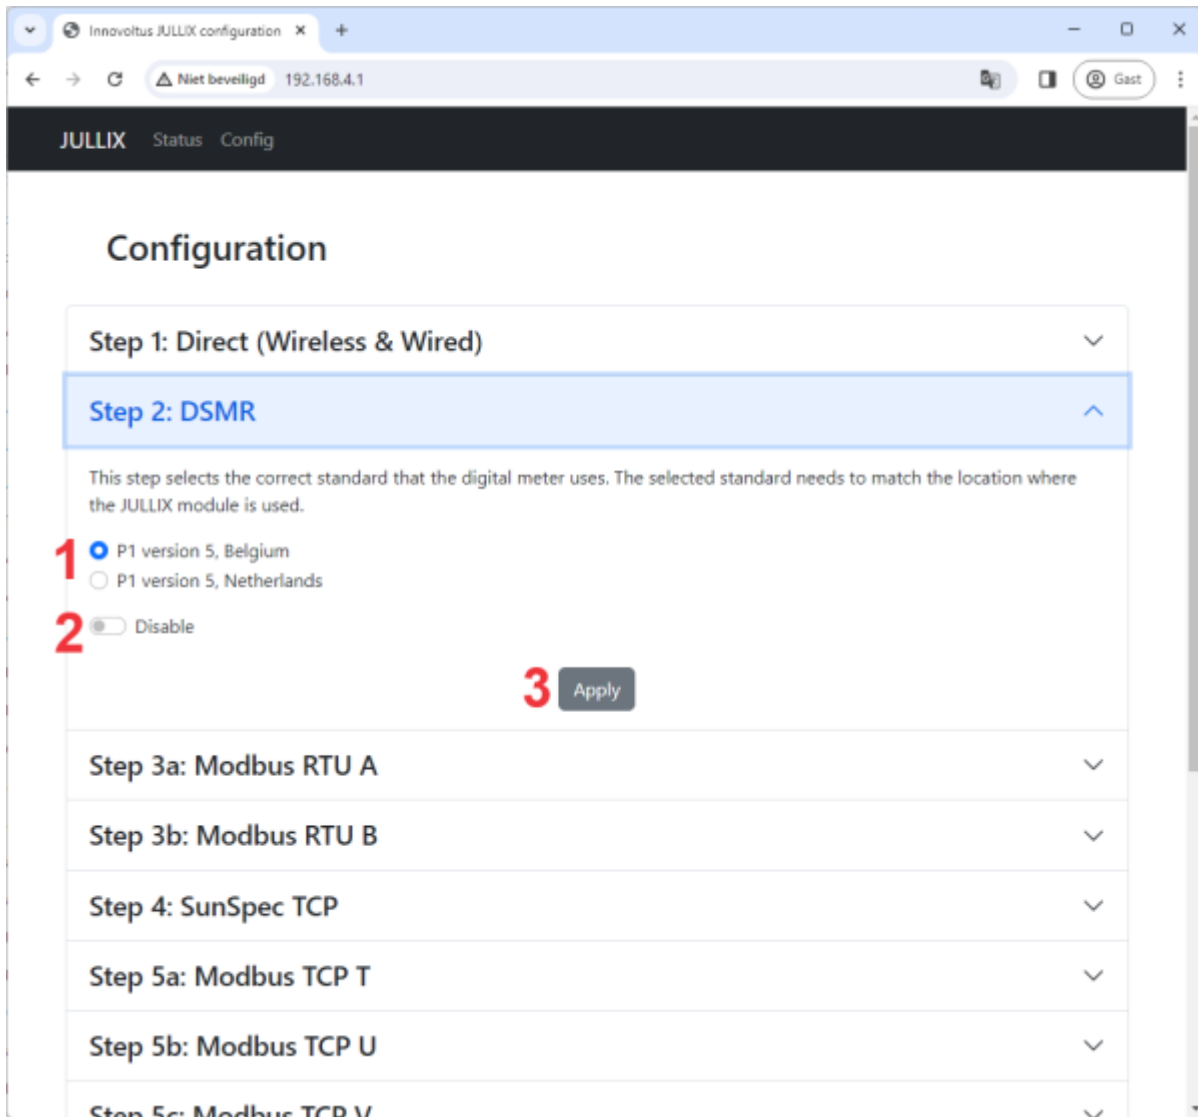 Innovoltus JULLIX configuration
Niet beveiligd 192.168.4.1 Gast
JULLIX Status Config
Configuration
Step 1: Direct (Wireless & Wired)
Step 2: DSMR
This step selects the correct standard that the digital meter uses. The selected standard needs to match the location where
the JULLIX module is used.
1
P1 version 5, Belgium
P1 version 5, Netherlands
2 Disable
3 Apply
Step 3a: Modbus RTU A
Step 3b: Modbus RTU B
Step 4: SunSpec TCP
Step 5a: Modbus TCP T
Step 5b: Modbus TCP U
Step 5c: Modbus TCP V